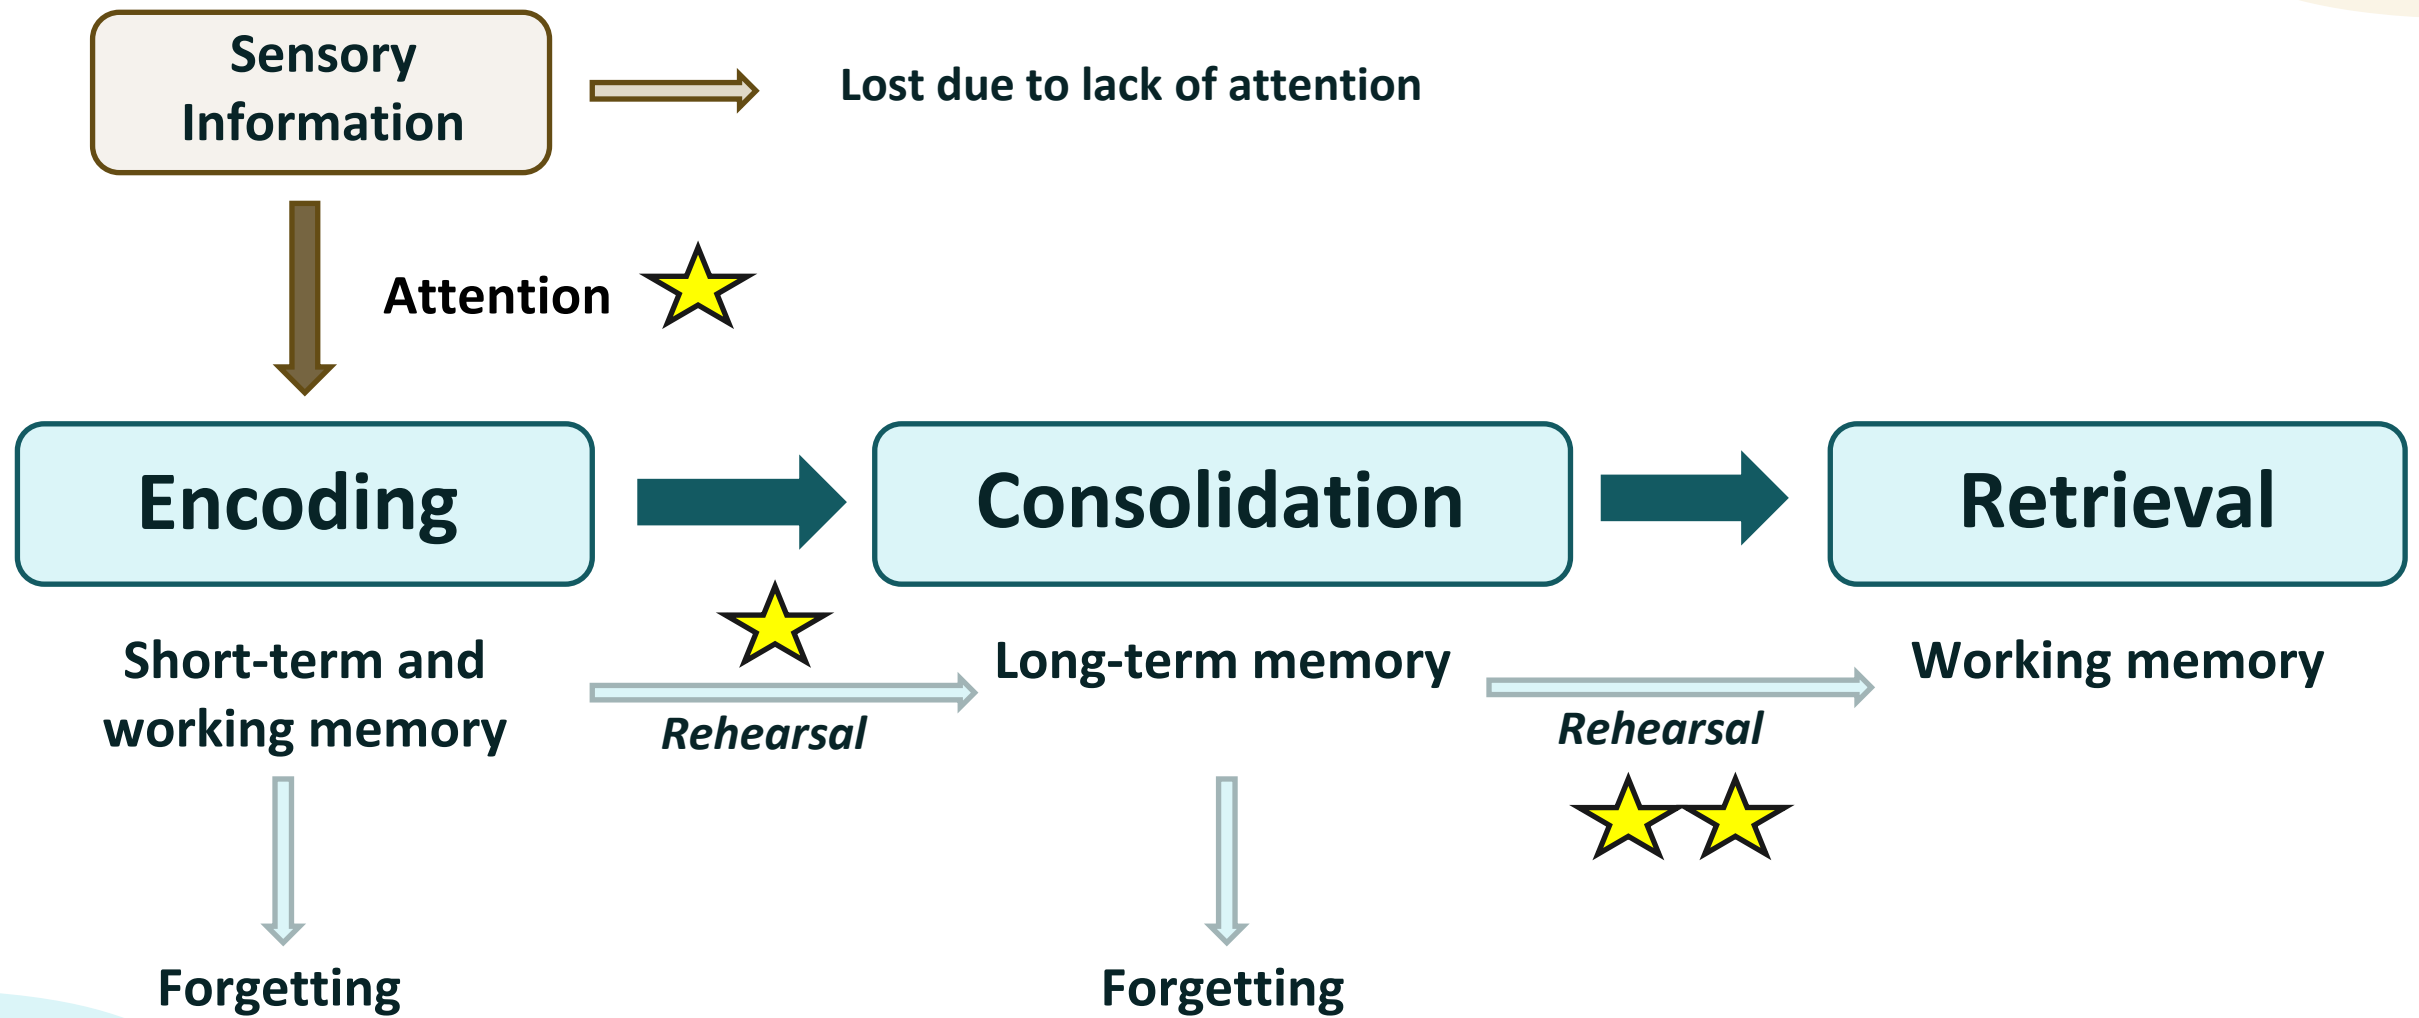 Sensory
Information
Lost due to lack of attention
Attention
Encoding
Consolidation
Retrieval
Short-term and
working memory
Rehearsal
Long-term memory
Rehearsal
Working memory
Forgetting
Forgetting